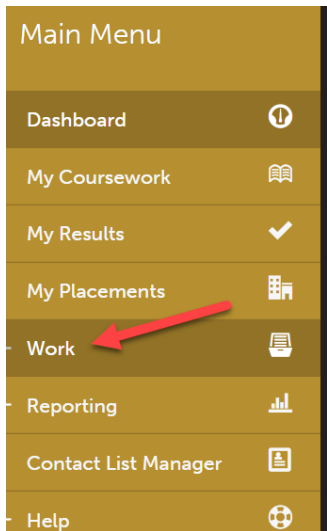 Main Menu
Dashboard
My Coursework
My Results
My Placements
Work
Reporting
Contact List Manager
Help